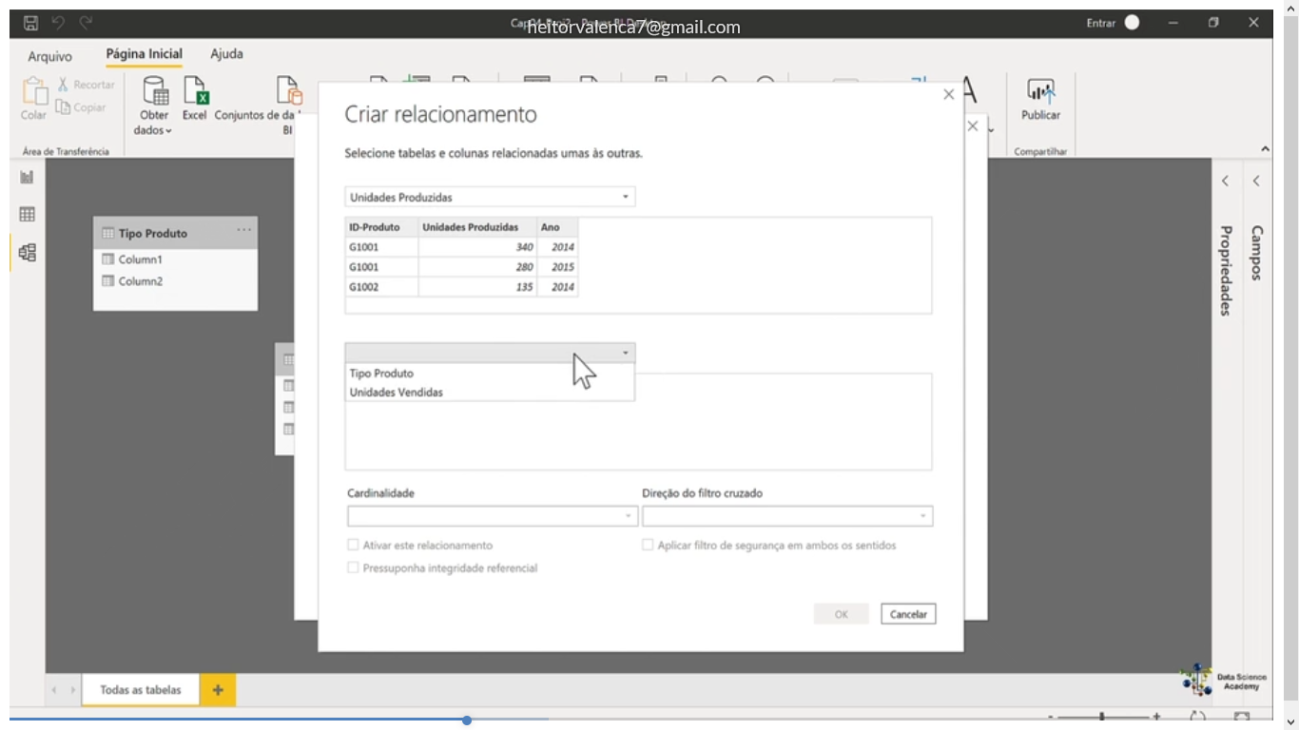 heitorvalenca7@gmail.com
Entrar
Arquivo
Página Inicial
Ajuda
Colar
Recortar
Copiar
Obter dados
Excel
Conjuntos de da
BI
Publicar
Área de Transferência
Compartilhar
Criar relacionamento
Selecione tabelas e colunas relacionadas umas às outras.
Unidades Produzidas
ID-Produto Unidades Produzidas Ano
G1001 340 2014
G1001 280 2015
G1002 135 2014
Tipo Produto
Unidades Vendidas
Cardinalidade
Direção do filtro cruzado
Ativar este relacionamento
Aplicar filtro de segurança em ambos os sentidos
Pressuponha integridade referencial
OK
Cancelar
Tipo Produto
Column1
Column2
Propriedades
Campos
Todas as tabelas
Data Science
Academy